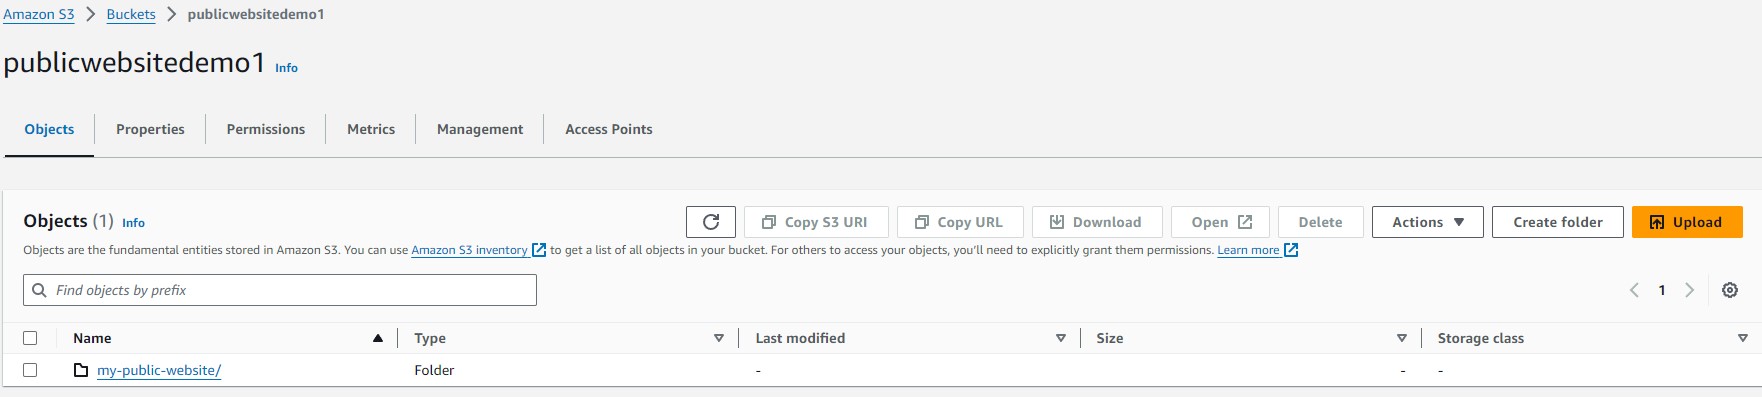 Amazon S3 > Buckets > publicwebsitedemo1
publicwebsitedemo1 Info
Objects Properties Permissions Metrics Management Access Points
Objects (1) Info Copy S3 URI Copy URL Download Open Delete Actions Create folder Upload
Objects are the fundamental entities stored in Amazon S3. You can use Amazon S3 inventory to get a list of all objects in your bucket. For others to access your objects, you'll need to explicitly grant them permissions. Learn more
Find objects by prefix 1
Name Type Last modified Size Storage class
my-public-website/ Folder - - -